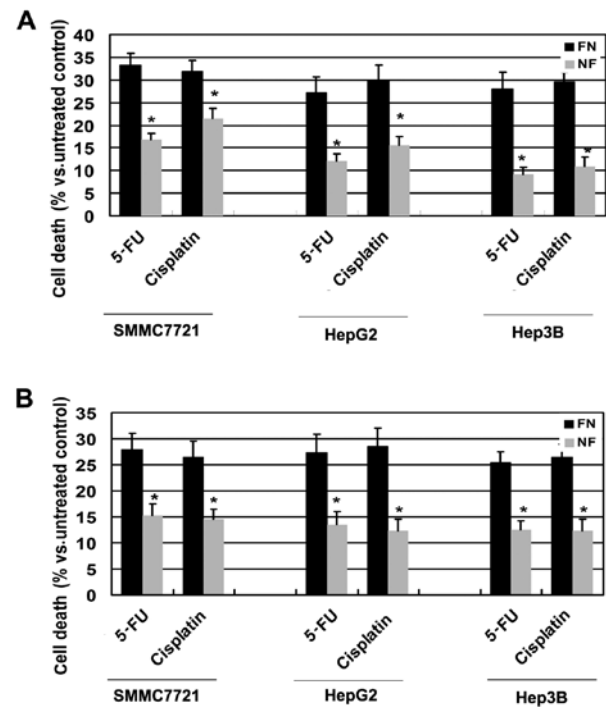 A
Cell death (% vs.untreated control)
40
35
30
25
20
15
10
5
0
FN
NF
* * * * * *
5-FU Cisplatin 5-FU Cisplatin 5-FU Cisplatin
SMMC7721 HepG2 Hep3B
B
Cell death (% vs.untreated control)
35
30
25
20
15
10
5
0
FN
NF
* * * * * *
5-FU Cisplatin 5-FU Cisplatin 5-FU Cisplatin
SMMC7721 HepG2 Hep3B